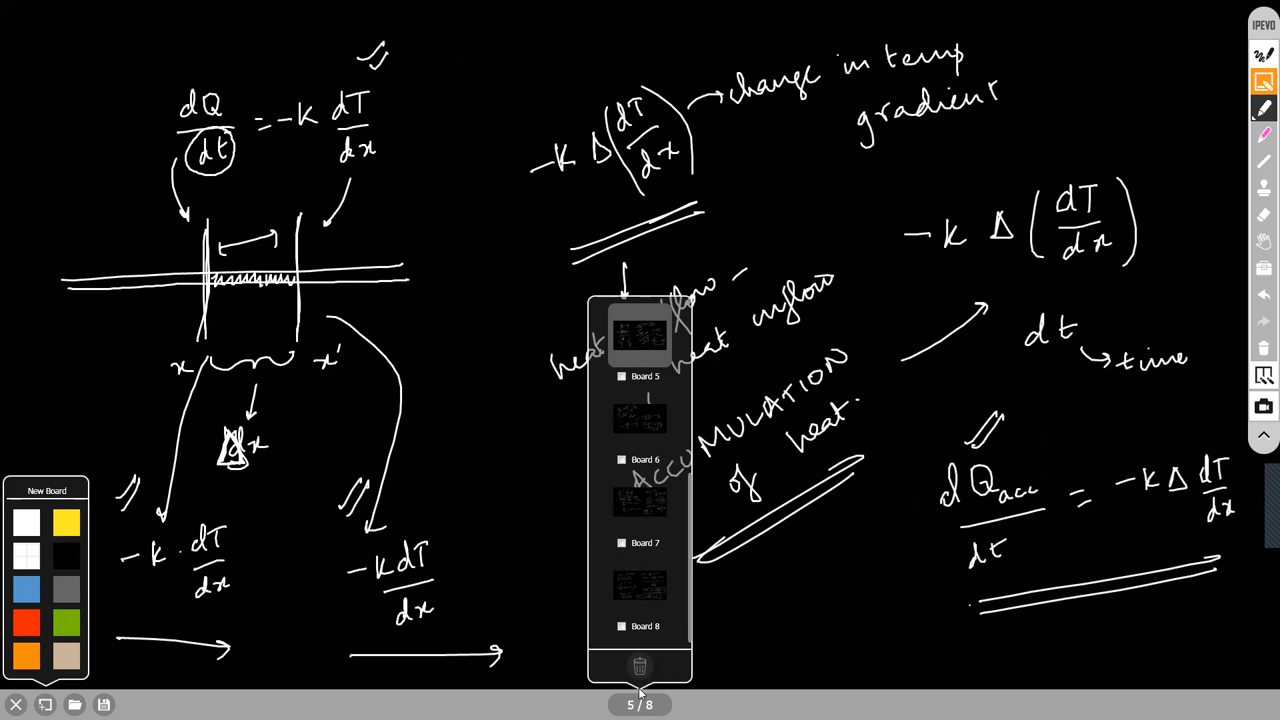 dQ/dt = -K dT/dx
x x'
Δx
-K · dT/dx
-K dT/dx
-K Δ(dT/dx) → change in temp
gradient
heat flow -
heat inflow
ACCUMULATION
of heat.
-K Δ (dT/dx)
dt → time
dQacc/dt = -K Δ dT/dx
New Board
Board 5
Board 6
Board 7
Board 8
5 / 8
IPEVO